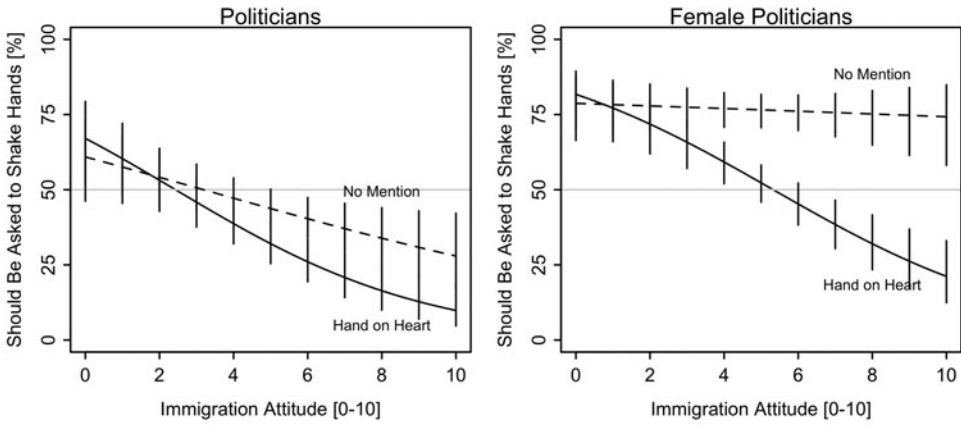 Politicians
Should Be Asked to Shake Hands [%]
100
75
50
25
0
No Mention
Hand on Heart
0 2 4 6 8 10
Immigration Attitude [0-10]
Female Politicians
Should Be Asked to Shake Hands [%]
100
75
50
25
0
No Mention
Hand on Heart
0 2 4 6 8 10
Immigration Attitude [0-10]